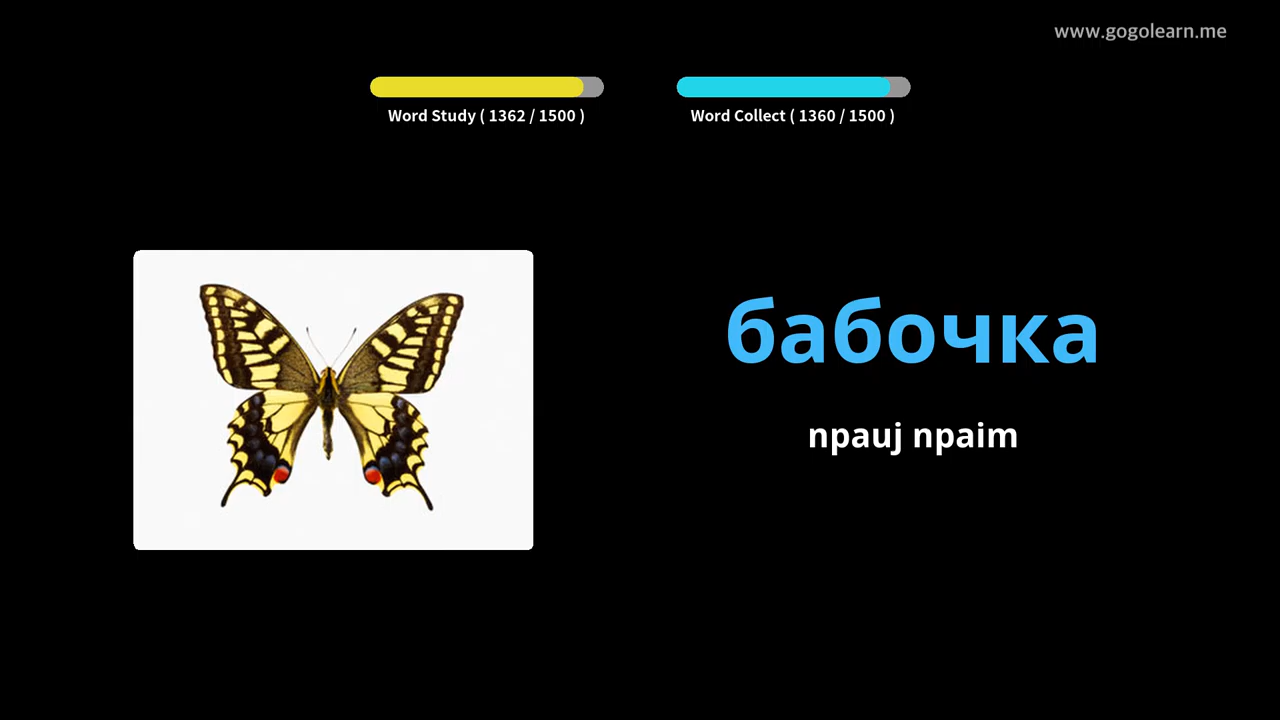 www.gogolearn.me
Word Study ( 1362 / 1500 )
Word Collect ( 1360 / 1500 )
бабочка
npauj npaim